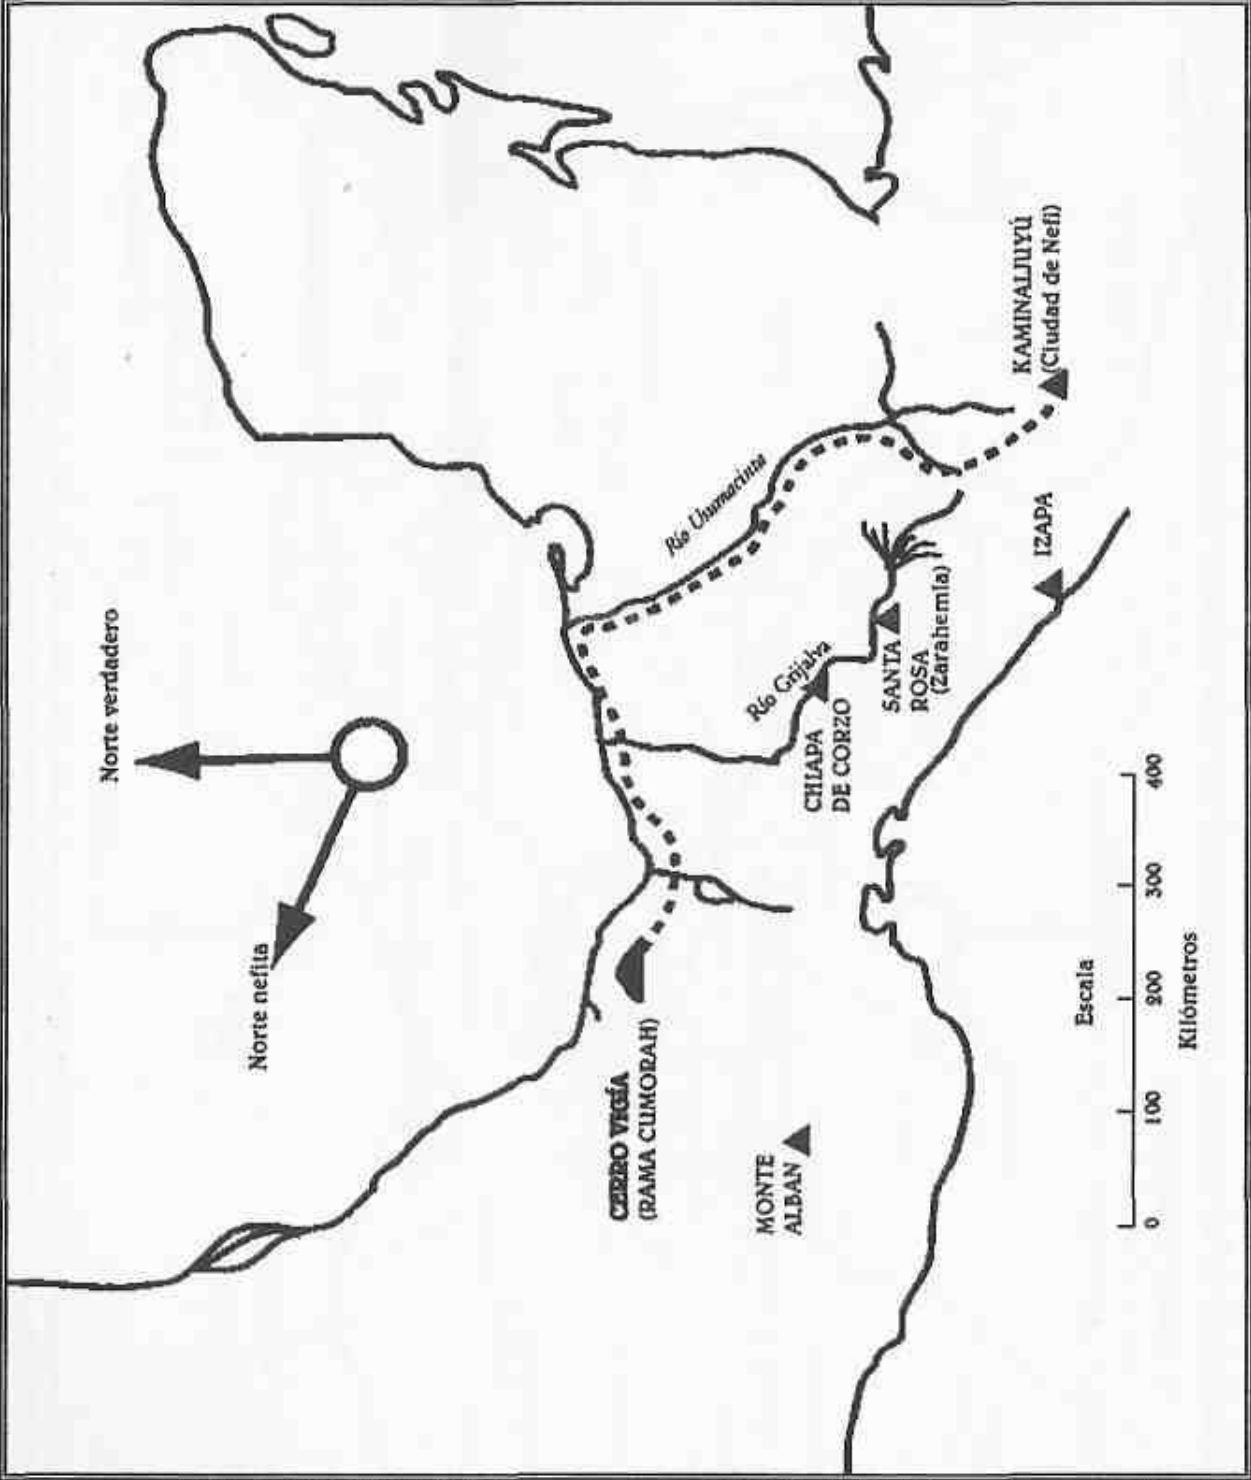 Norte verdadero
Norte nefita
CERRO VIGÍA
(RAMA CUMORAH)
Río Usumacinta
MONTE
ALBAN
Río Grijalva
CHIAPA
DE CORZO
SANTA
ROSA
(Zarahemla)
KAMINALJUYÚ
(Ciudad de Nefi)
IZAPA
Escala
0 100 200 300 400
Kilómetros